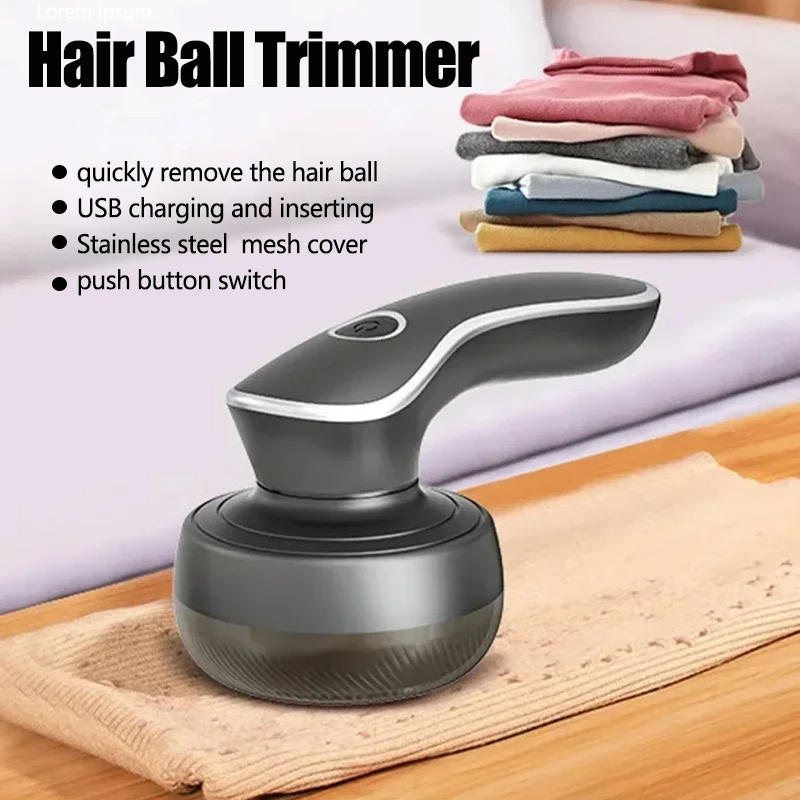 Lorem Ipsum
Hair Ball Trimmer
● quickly remove the hair ball
● USB charging and inserting
● Stainless steel  mesh cover
● push button switch